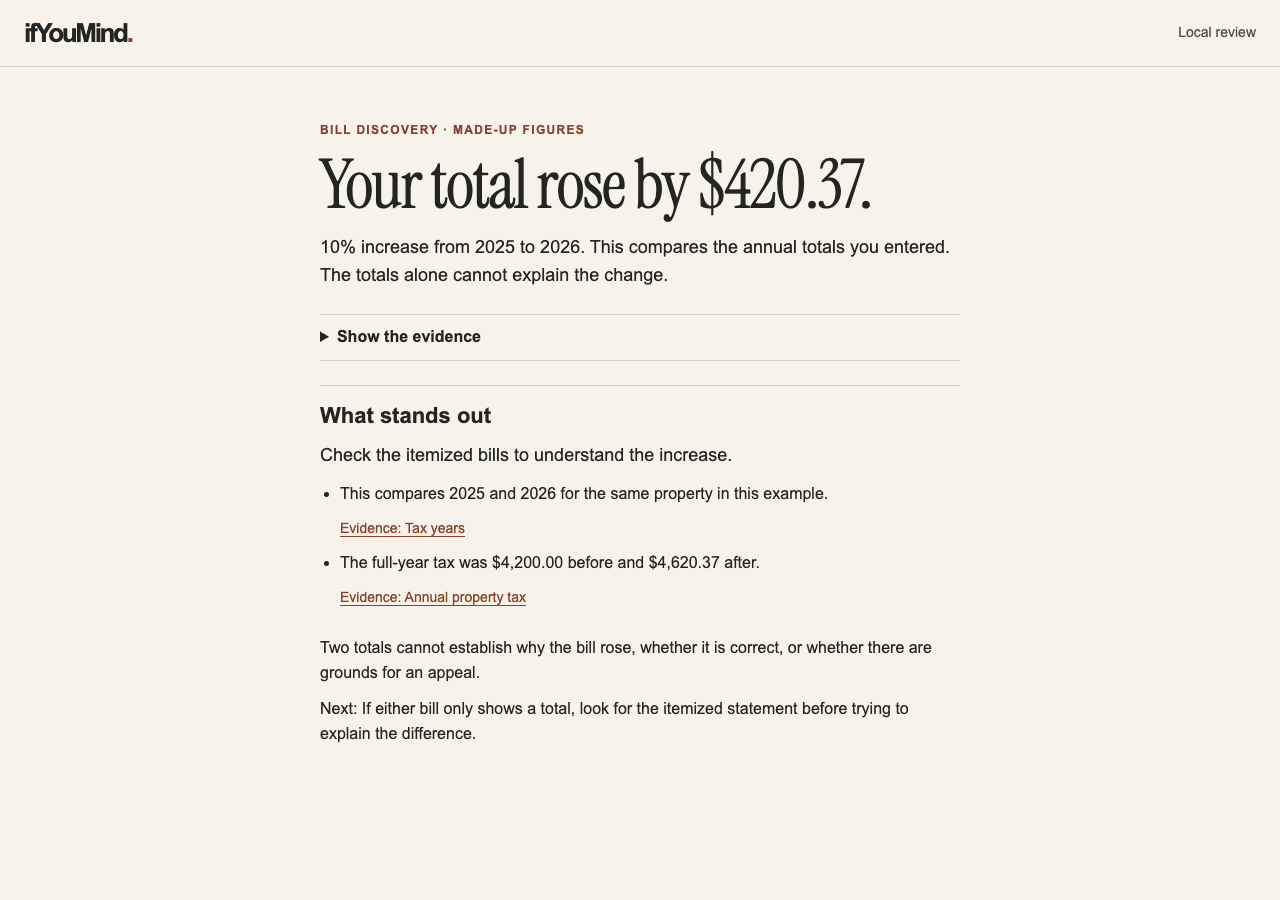 ifYouMind.
Local review
BILL DISCOVERY · MADE-UP FIGURES
Your total rose by $420.37.
10% increase from 2025 to 2026. This compares the annual totals you entered.
The totals alone cannot explain the change.
Show the evidence
What stands out
Check the itemized bills to understand the increase.
This compares 2025 and 2026 for the same property in this example.
Evidence: Tax years
The full-year tax was $4,200.00 before and $4,620.37 after.
Evidence: Annual property tax
Two totals cannot establish why the bill rose, whether it is correct, or whether there are
grounds for an appeal.
Next: If either bill only shows a total, look for the itemized statement before trying to
explain the difference.